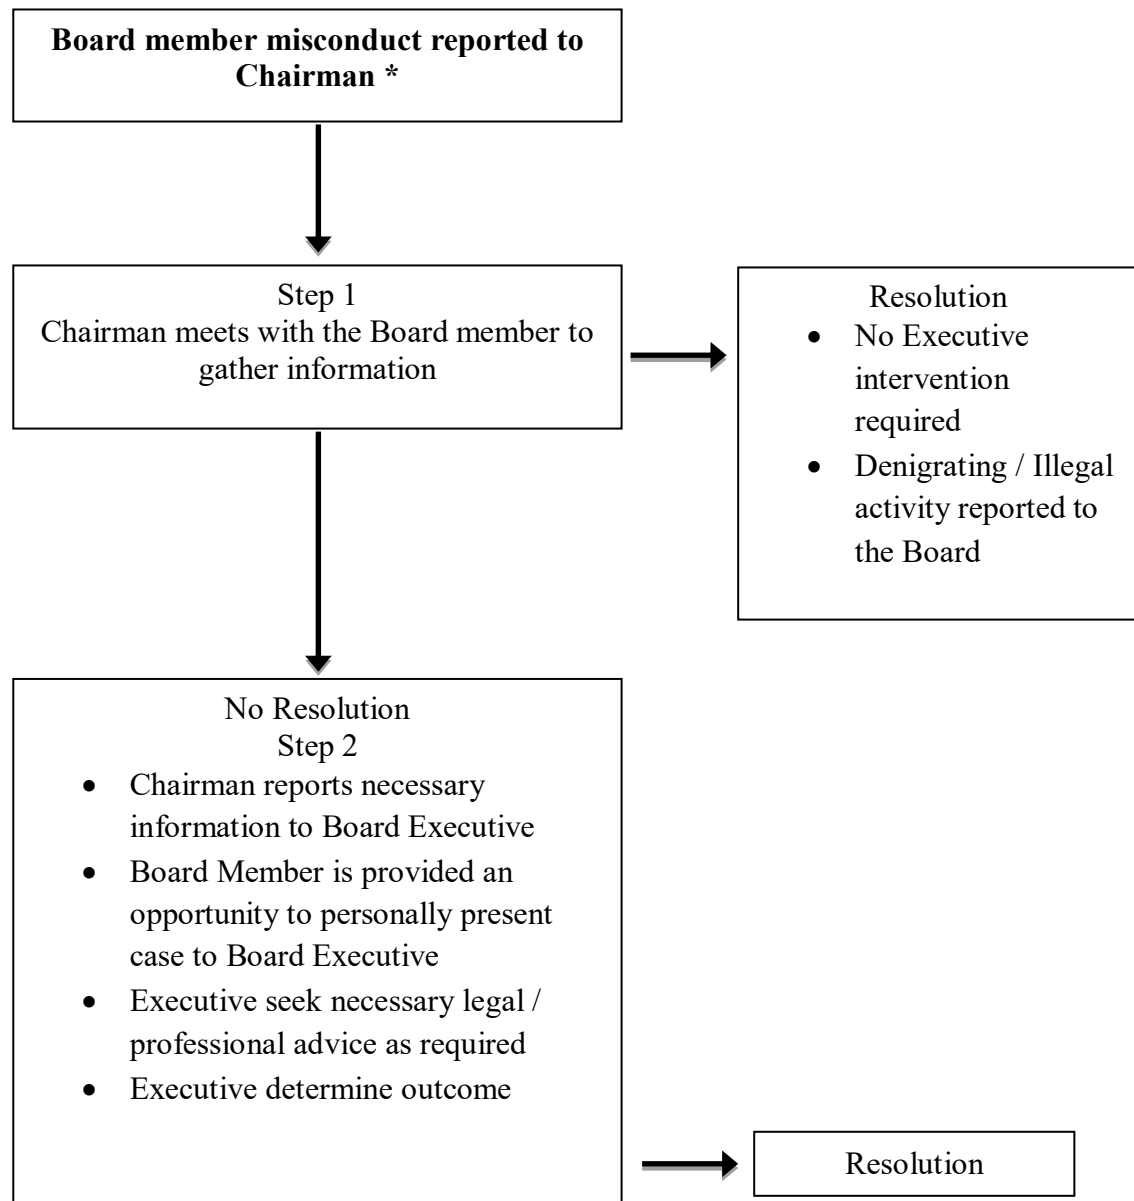 Board member misconduct reported to
Chairman *
Step 1
Chairman meets with the Board member to
gather information
Resolution
• No Executive
intervention
required
• Denigrating / Illegal
activity reported to
the Board
No Resolution
Step 2
• Chairman reports necessary
information to Board Executive
• Board Member is provided an
opportunity to personally present
case to Board Executive
• Executive seek necessary legal /
professional advice as required
• Executive determine outcome
Resolution